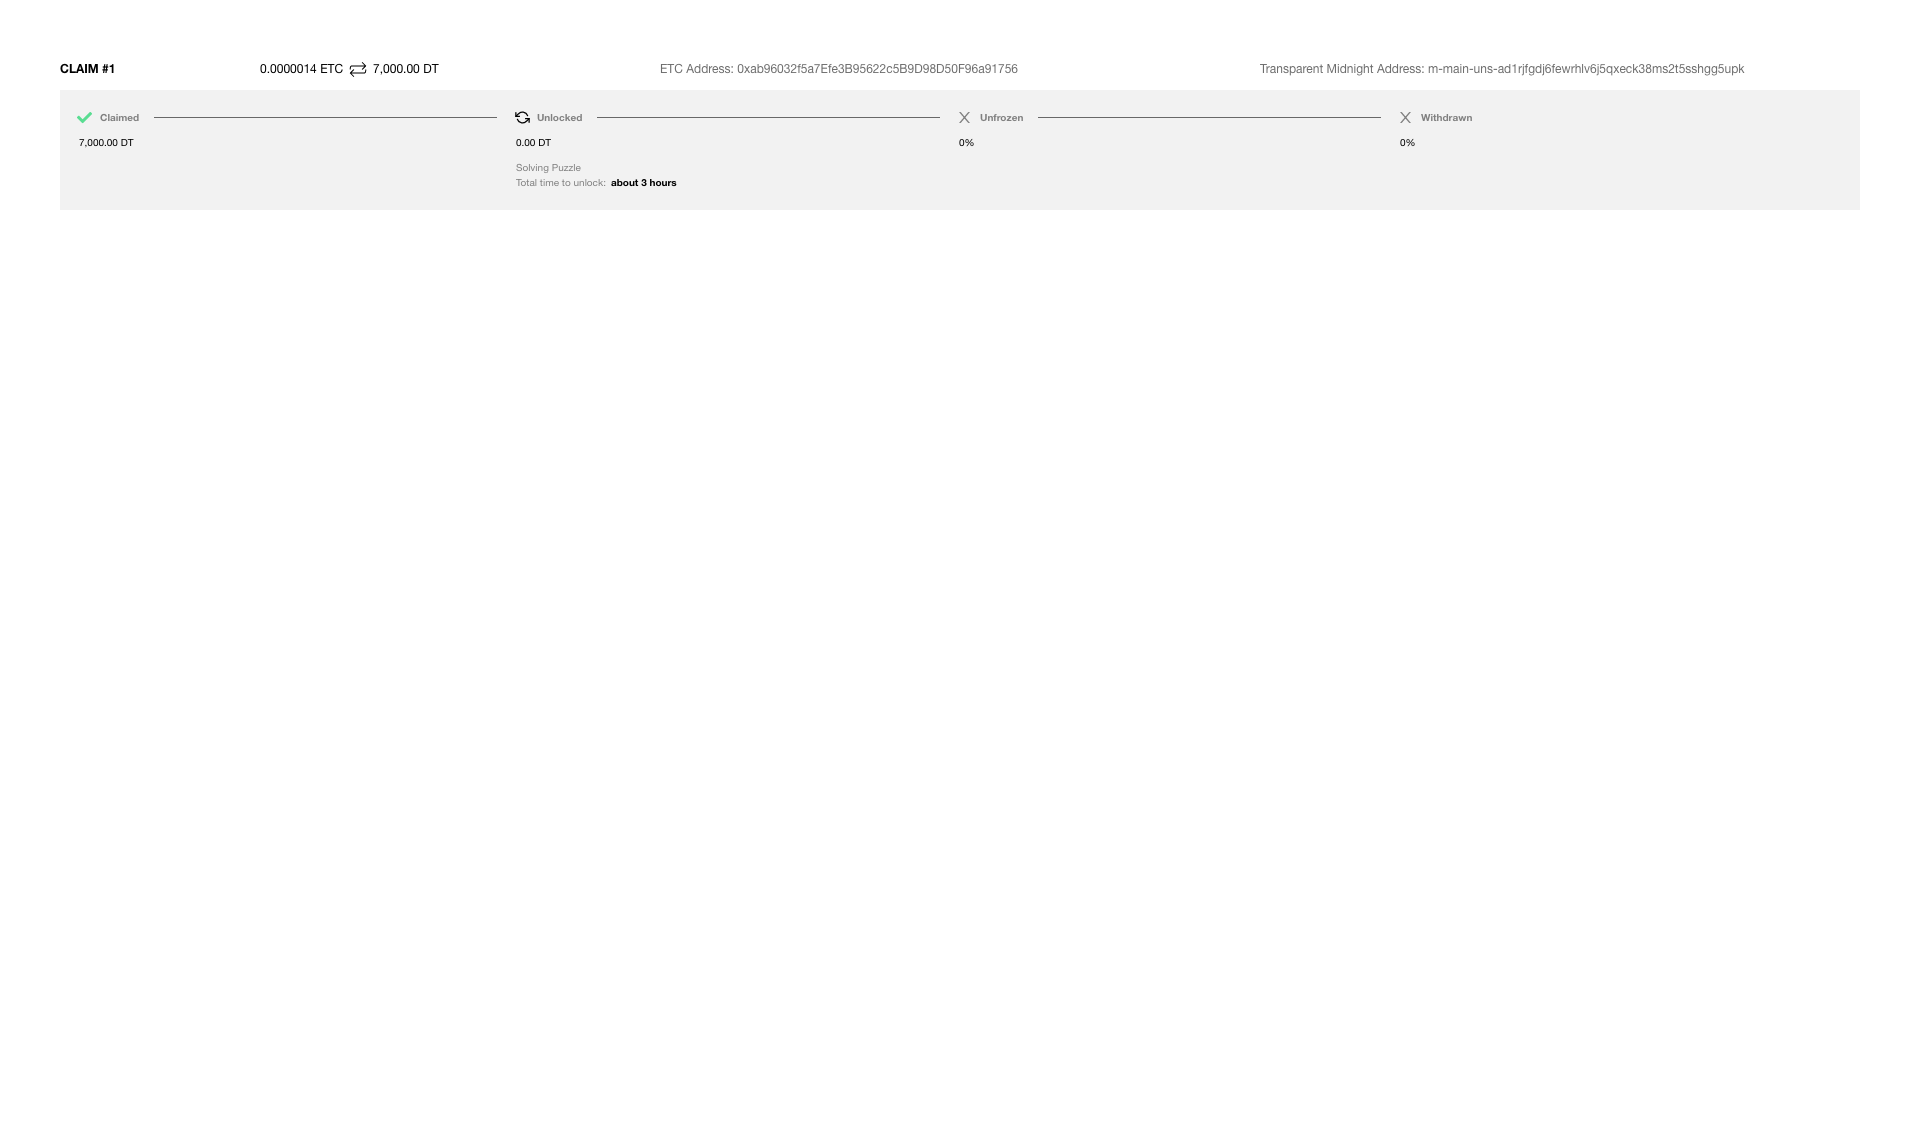 CLAIM #1 0.0000014 ETC 7,000.00 DT ETC Address: 0xab96032f5a7Efe3B95622c5B9D98D50F96a91756 Transparent Midnight Address: m-main-uns-ad1rjfgdj6fewrhlv6j5qxeck38ms2t5sshgg5upk
Claimed Unlocked Unfrozen Withdrawn
7,000.00 DT 0.00 DT 0% 0%
Solving Puzzle
Total time to unlock: about 3 hours